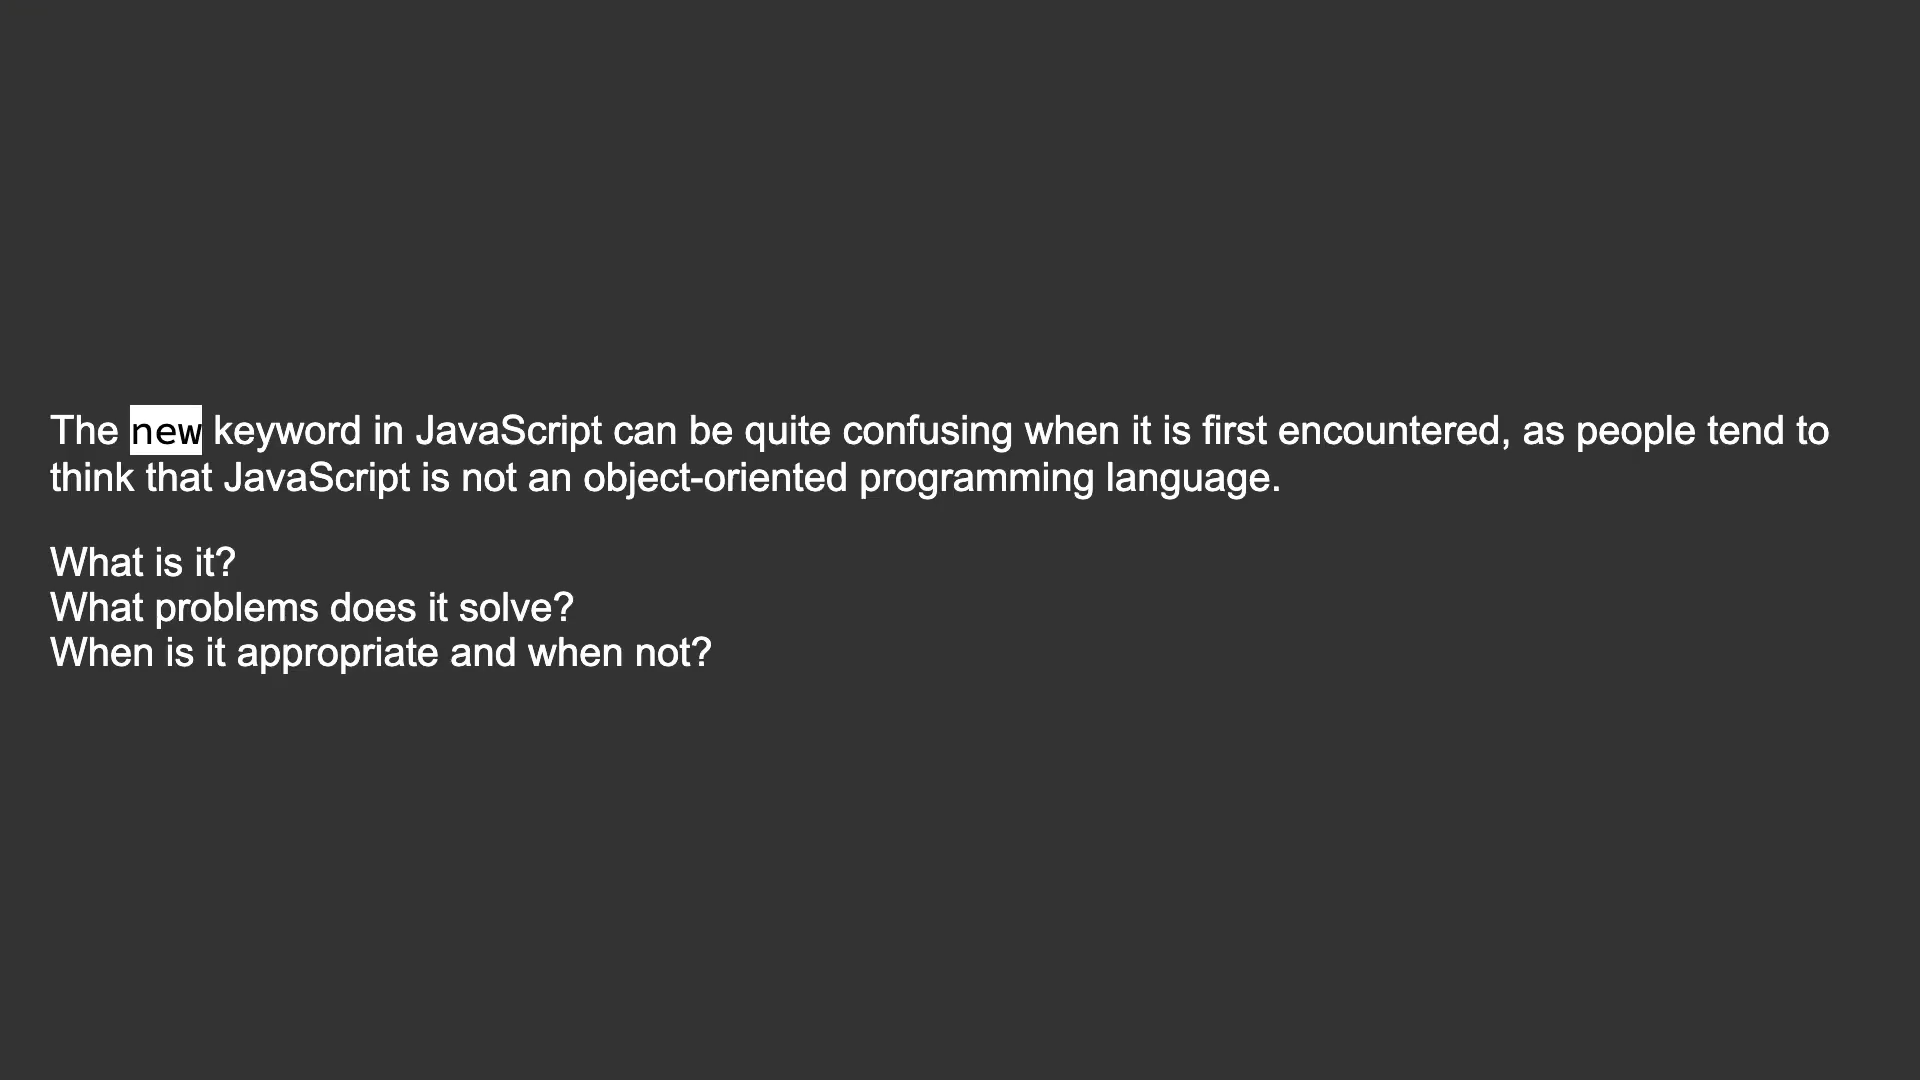 The new keyword in JavaScript can be quite confusing when it is first encountered, as people tend to
think that JavaScript is not an object-oriented programming language.
What is it?
What problems does it solve?
When is it appropriate and when not?